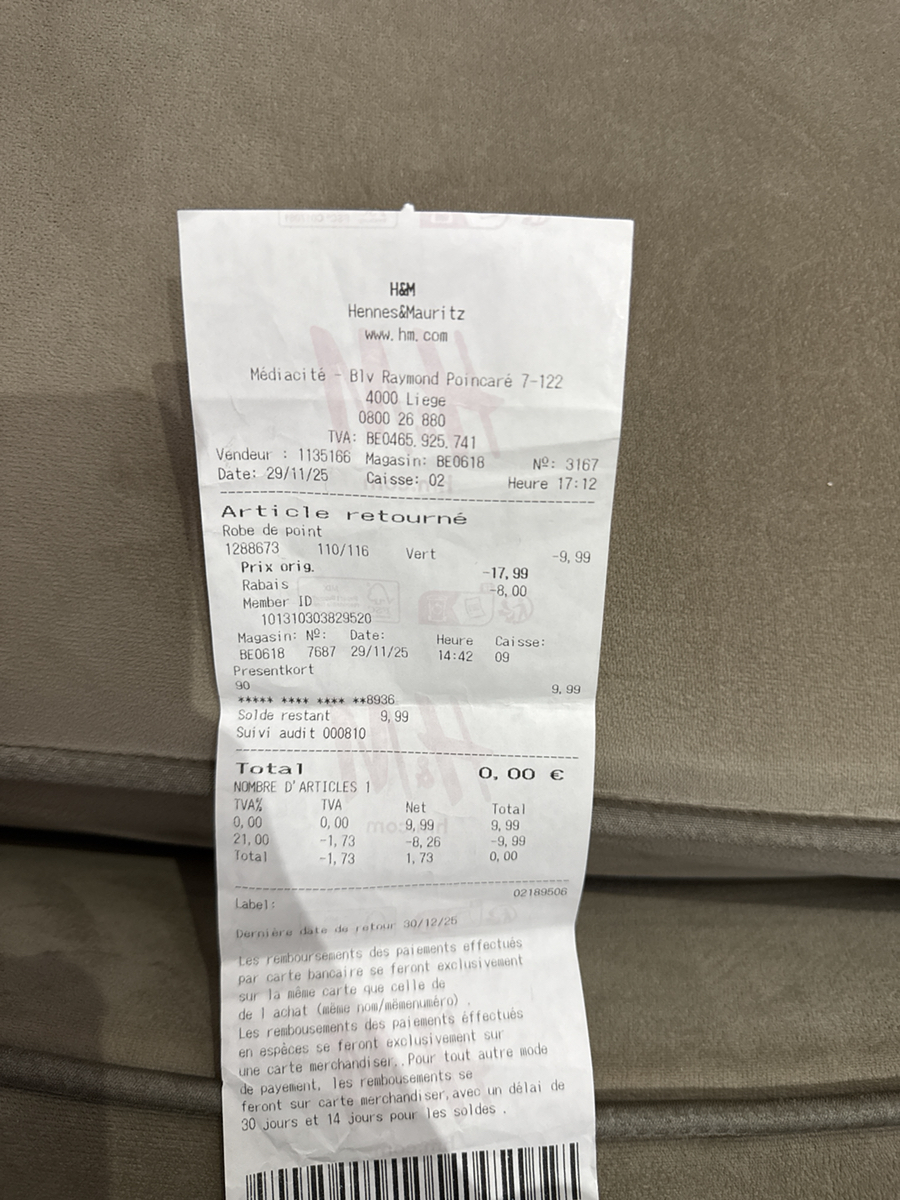 H&M
Hennes&Mauritz
www.hm.com
Médiacité - Blv Raymond Poincaré 7-122
4000 Liege
0800 26 880
TVA: BE0465.925.741
Vendeur : 1135166 Magasin: BE0618 Nº: 3167
Date: 29/11/25 Caisse: 02 Heure 17:12
Article retourné
Robe de point
1288673 110/116 Vert -9,99
Prix orig. -17,99
Rabais -8,00
Member ID
101310303829520
Magasin: Nº: Date: Heure Caisse:
BE0618 7687 29/11/25 14:42 09
Presentkort
90 9,99
***** **** **** **8936
Solde restant 9,99
Suivi audit 000810
Total 0,00 €
NOMBRE D'ARTICLES 1
TVA% TVA Net Total
0,00 0,00 9,99 9,99
21,00 -1,73 -8,26 -9,99
Total -1,73 1,73 0,00
02189506
Label:
Dernière date de retour 30/12/25
Les remboursements des paiements effectués
par carte bancaire se feront exclusivement
sur la même carte que celle de
de l achat (même nom/mêmenuméro) .
Les rembousements des paiements éffectués
en espèces se feront exclusivement sur
une carte merchandiser..Pour tout autre mode
de payement, les rembousements se
feront sur carte merchandiser,avec un délai de
30 jours et 14 jours pour les soldes .